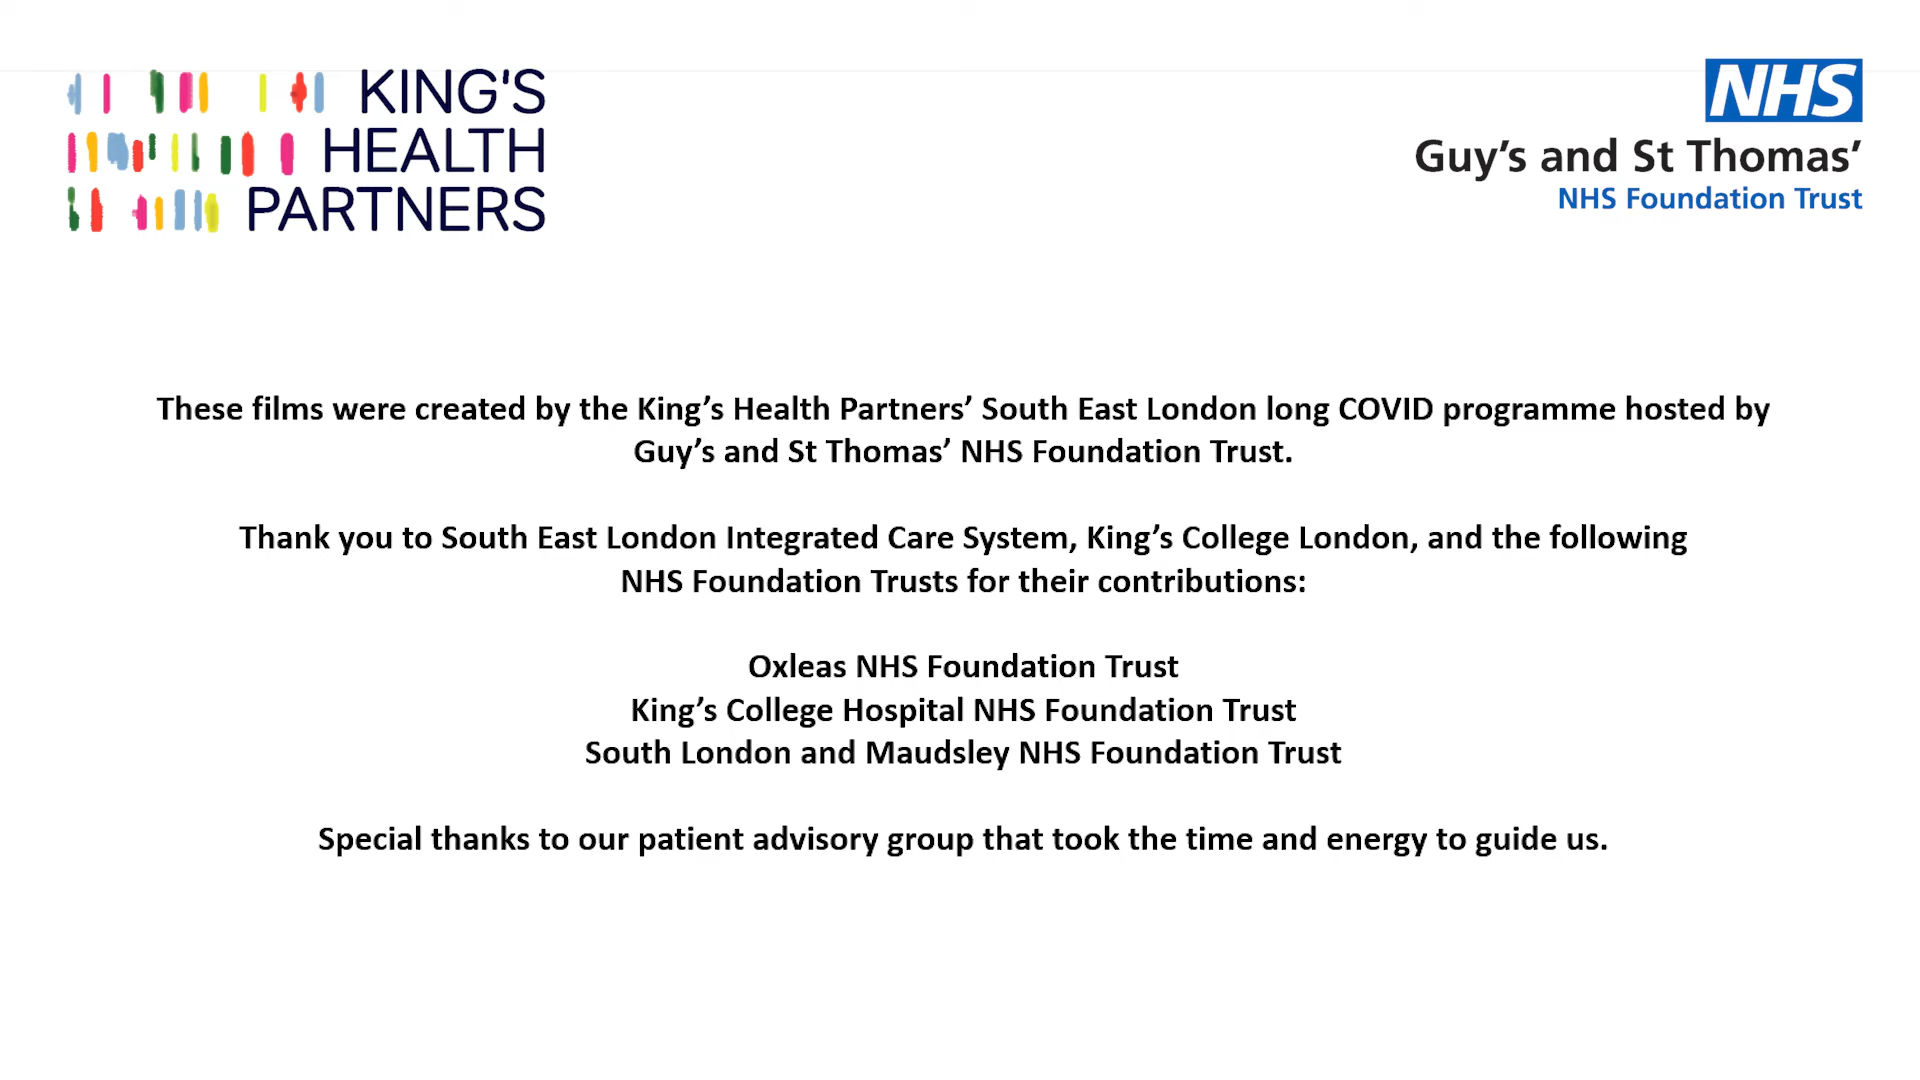 KING'S
HEALTH
PARTNERS
NHS
Guy's and St Thomas'
NHS Foundation Trust
These films were created by the King's Health Partners' South East London long COVID programme hosted by
Guy's and St Thomas' NHS Foundation Trust.
Thank you to South East London Integrated Care System, King's College London, and the following
NHS Foundation Trusts for their contributions:
Oxleas NHS Foundation Trust
King's College Hospital NHS Foundation Trust
South London and Maudsley NHS Foundation Trust
Special thanks to our patient advisory group that took the time and energy to guide us.